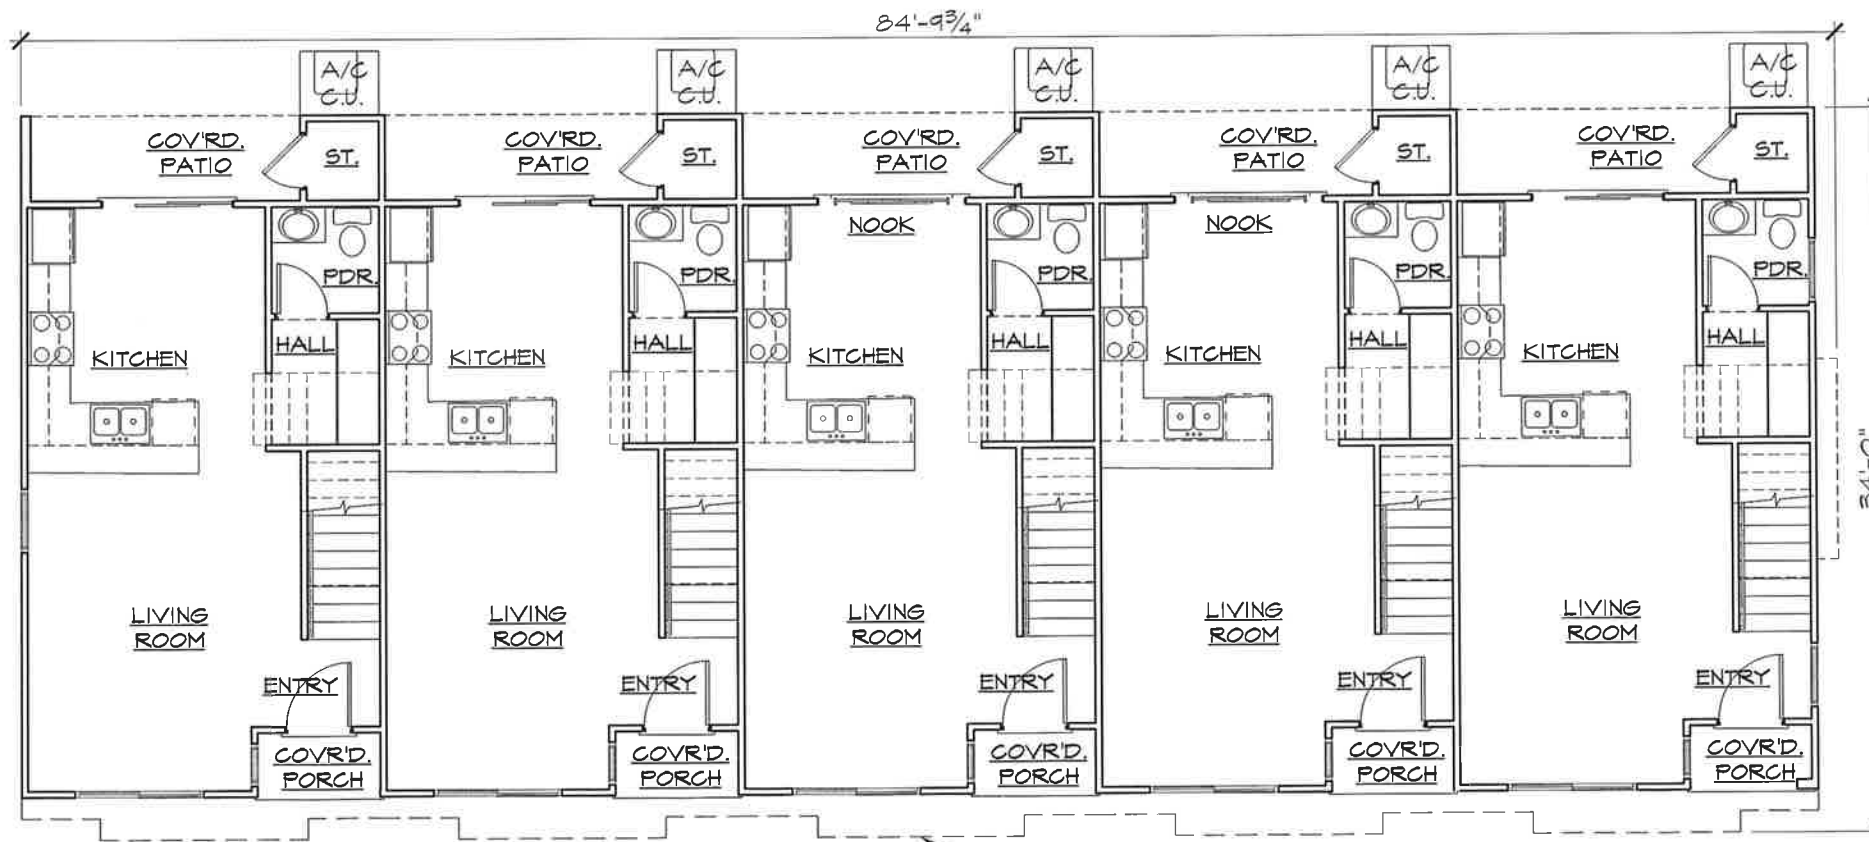 84'-9¾"
A/C
C.U.
A/C
C.U.
A/C
C.U.
A/C
C.U.
A/C
C.U.
COV'RD.
PATIO
ST.
COV'RD.
PATIO
ST.
COV'RD.
PATIO
ST.
COV'RD.
PATIO
ST.
COV'RD.
PATIO
ST.
NOOK
NOOK
PDR.
PDR.
PDR.
PDR.
PDR.
HALL
HALL
HALL
HALL
HALL
KITCHEN
KITCHEN
KITCHEN
KITCHEN
KITCHEN
34'-0"
LIVING
ROOM
LIVING
ROOM
LIVING
ROOM
LIVING
ROOM
LIVING
ROOM
ENTRY
ENTRY
ENTRY
ENTRY
ENTRY
COVR'D.
PORCH
COVR'D.
PORCH
COVR'D.
PORCH
COVR'D.
PORCH
COVR'D.
PORCH